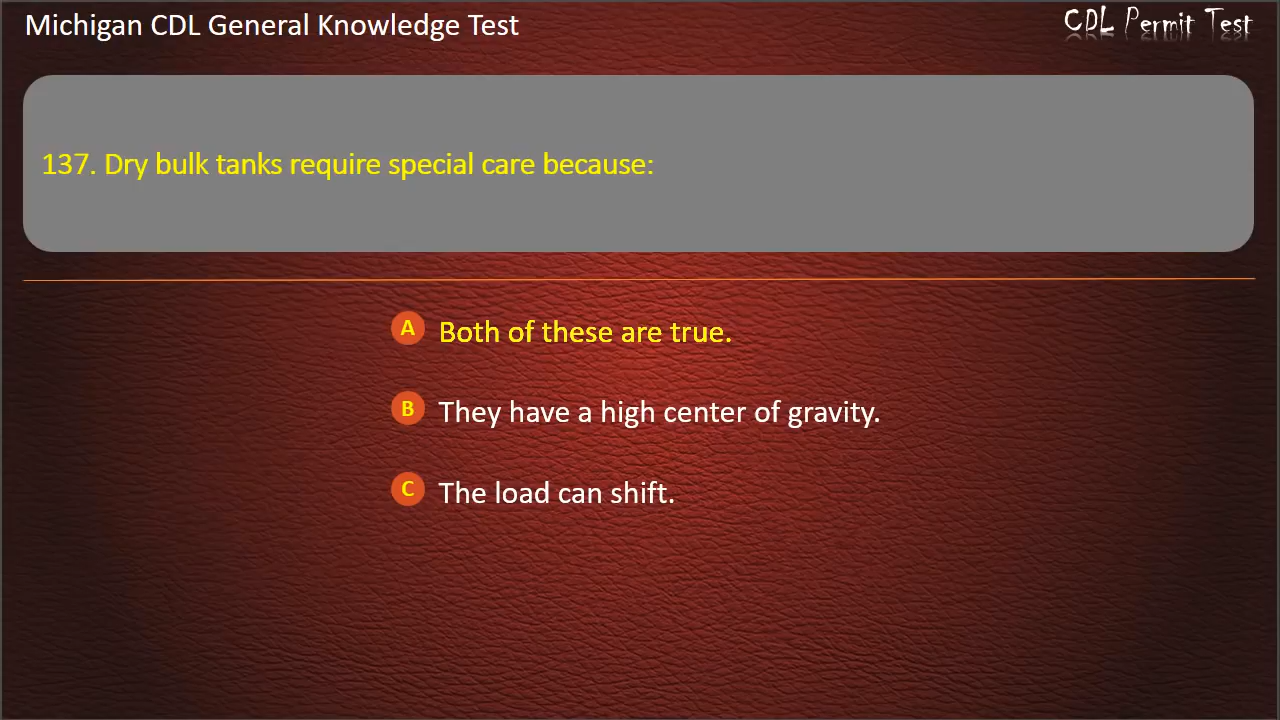 Michigan CDL General Knowledge Test
CDL Permit Test
137. Dry bulk tanks require special care because:
A Both of these are true.
B They have a high center of gravity.
C The load can shift.